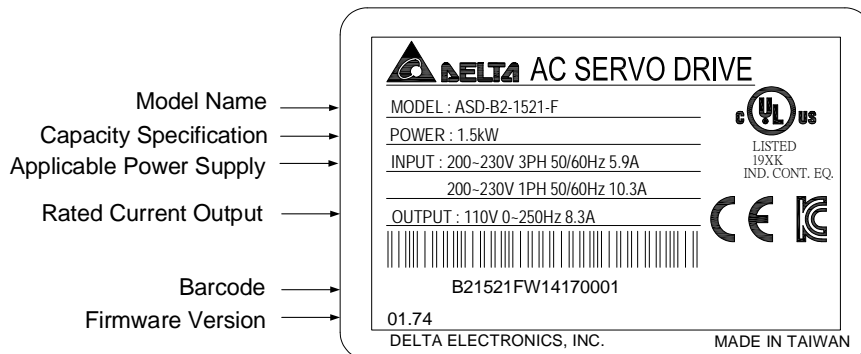 DELTA AC SERVO DRIVE
Model Name
MODEL : ASD-B2-1521-F
Capacity Specification
POWER : 1.5kW
Applicable Power Supply
INPUT : 200~230V 3PH 50/60Hz 5.9A
200~230V 1PH 50/60Hz 10.3A
Rated Current Output
OUTPUT : 110V 0~250Hz 8.3A
C UL US
LISTED
19XK
IND. CONT. EQ.
CE KC
Barcode
B21521FW14170001
Firmware Version
01.74
DELTA ELECTRONICS, INC. MADE IN TAIWAN